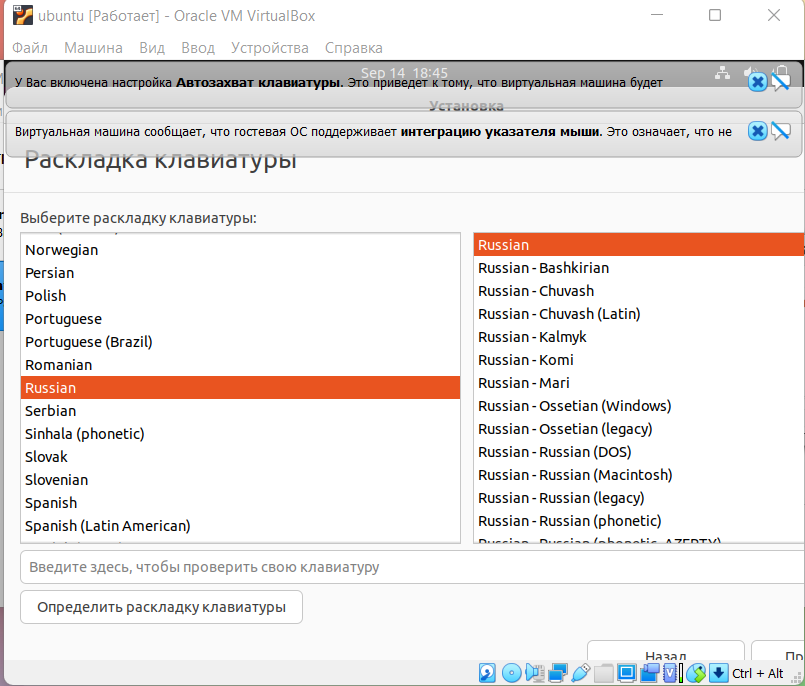 ubuntu [Работает] - Oracle VM VirtualBox
Файл Машина Вид Ввод Устройства Справка
Sep 14 18:45
У Вас включена настройка Автозахват клавиатуры. Это приведет к тому, что виртуальная машина будет
Установка
Виртуальная машина сообщает, что гостевая ОС поддерживает интеграцию указателя мыши. Это означает, что не
Раскладка клавиатуры
Выберите раскладку клавиатуры:
Norwegian
Persian
Polish
Portuguese
Portuguese (Brazil)
Romanian
Russian
Serbian
Sinhala (phonetic)
Slovak
Slovenian
Spanish
Spanish (Latin American)
Russian
Russian - Bashkirian
Russian - Chuvash
Russian - Chuvash (Latin)
Russian - Kalmyk
Russian - Komi
Russian - Mari
Russian - Ossetian (Windows)
Russian - Ossetian (legacy)
Russian - Russian (DOS)
Russian - Russian (Macintosh)
Russian - Russian (legacy)
Russian - Russian (phonetic)
Russian - Russian (phonetic, AZERTY)
Введите здесь, чтобы проверить свою клавиатуру
Определить раскладку клавиатуры
Назад
Ctrl + Alt